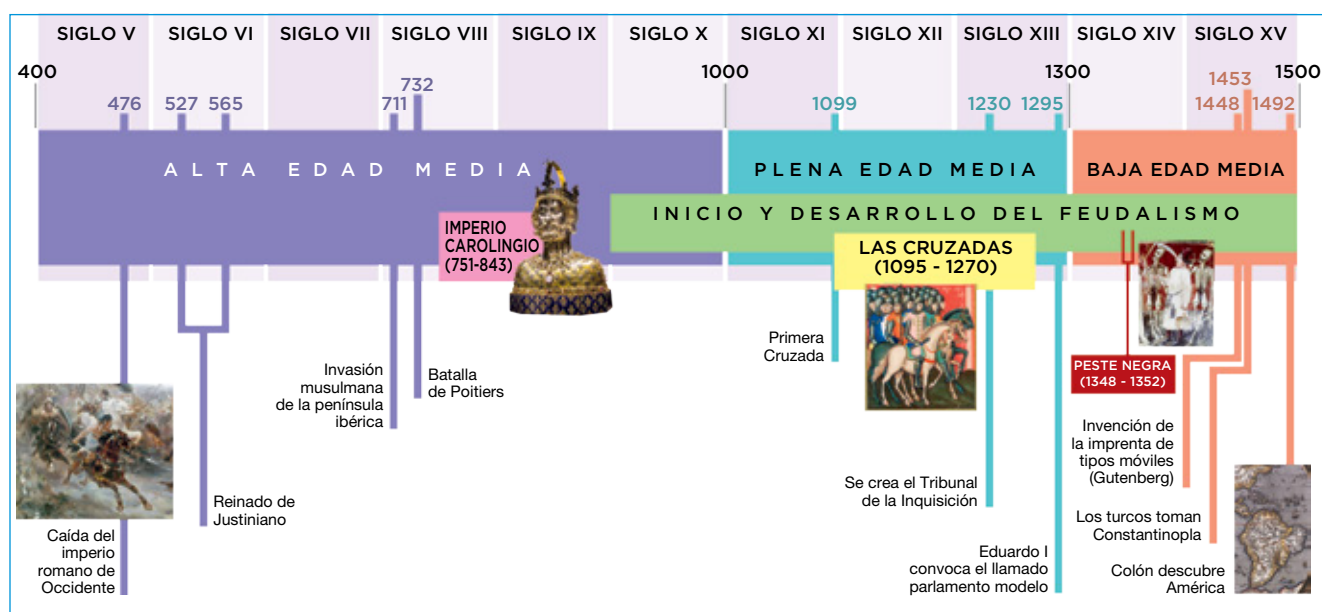 SIGLO V SIGLO VI SIGLO VII SIGLO VIII SIGLO IX SIGLO X SIGLO XI SIGLO XII SIGLO XIII SIGLO XIV SIGLO XV
400 1000 1300 1500
476 527 565 711 732 1099 1230 1295 1448 1453 1492
ALTA EDAD MEDIA
PLENA EDAD MEDIA
BAJA EDAD MEDIA
INICIO Y DESARROLLO DEL FEUDALISMO
IMPERIO
CAROLINGIO
(751-843)
LAS CRUZADAS
(1095 - 1270)
PESTE NEGRA
(1348 - 1352)
Caída del
imperio
romano de
Occidente
Reinado de
Justiniano
Invasión
musulmana
de la península
ibérica
Batalla
de Poitiers
Primera
Cruzada
Se crea el Tribunal
de la Inquisición
Eduardo I
convoca el llamado
parlamento modelo
Invención de
la imprenta de
tipos móviles
(Gutenberg)
Los turcos toman
Constantinopla
Colón descubre
América